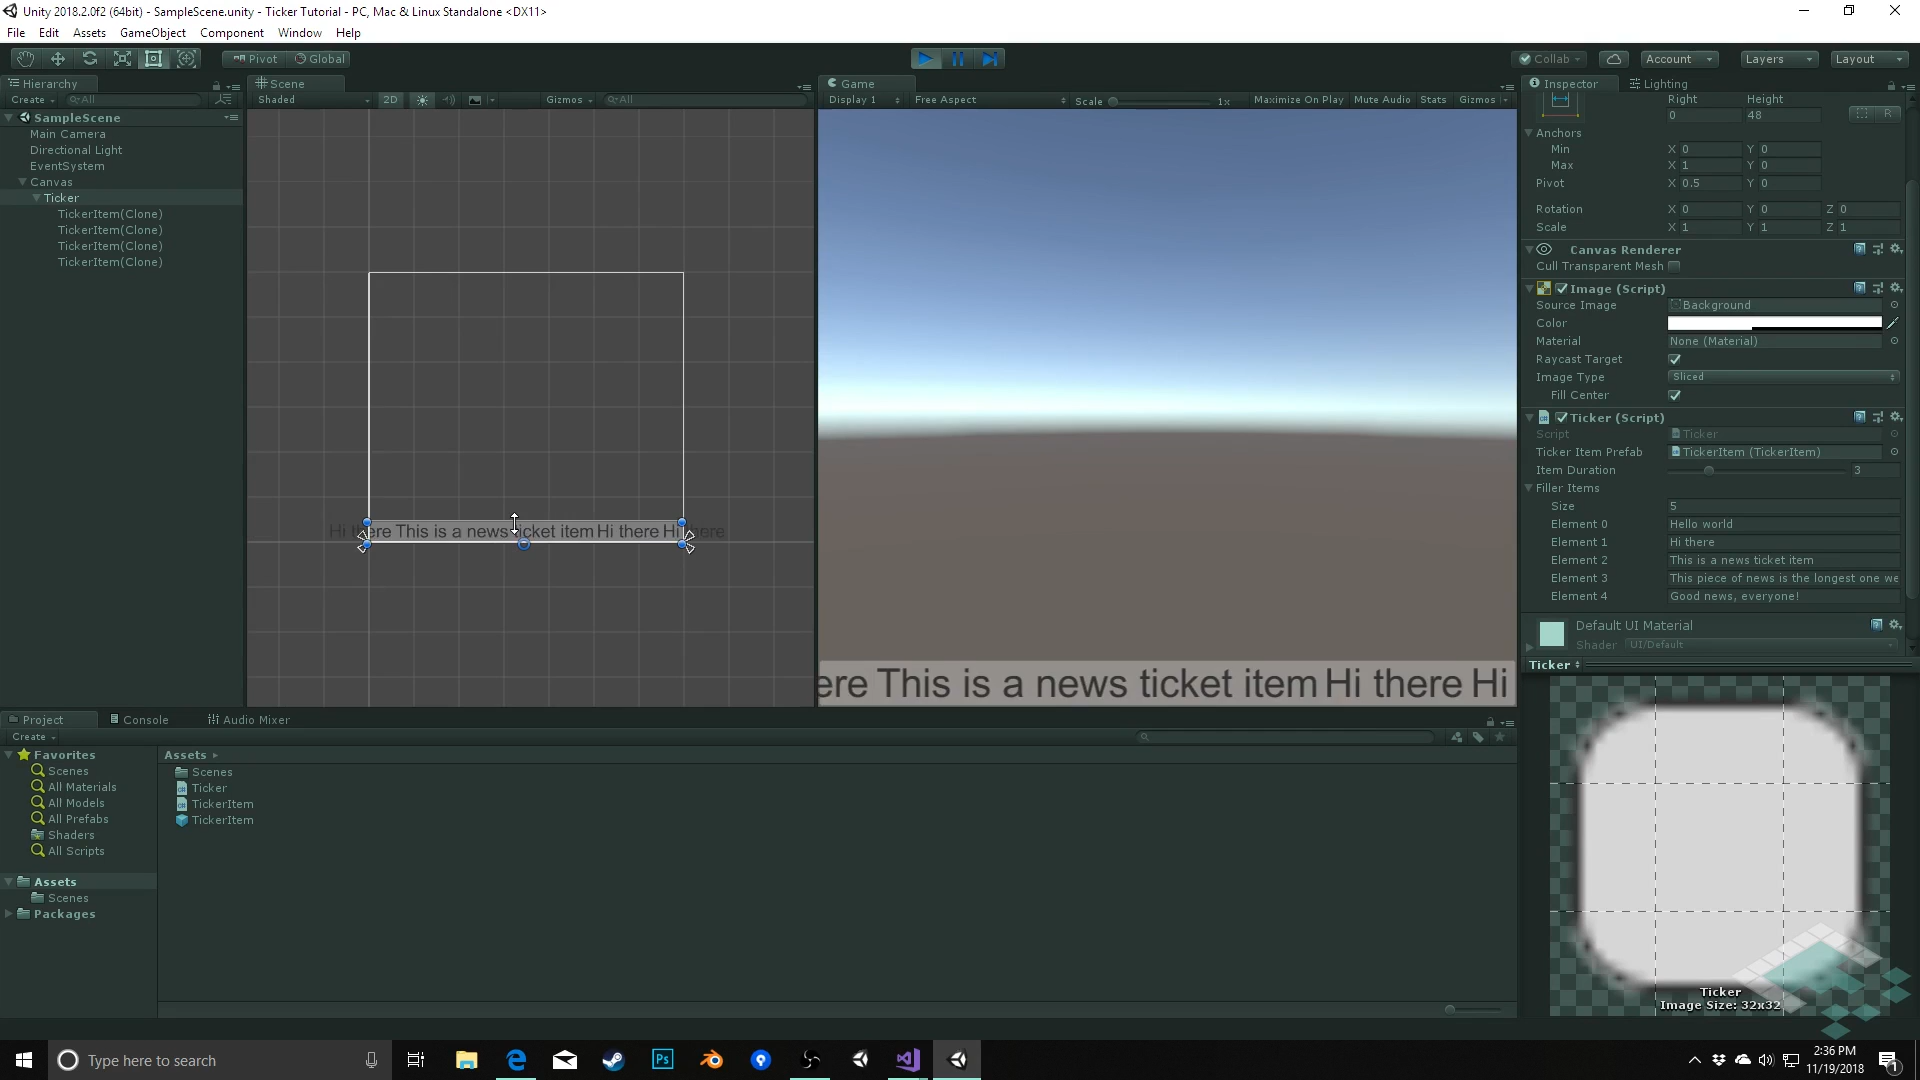 Unity 2018.2.0f2 (64bit) - SampleScene.unity - Ticker Tutorial - PC, Mac & Linux Standalone <DX11>
File Edit Assets GameObject Component Window Help
Pivot Global Collab Account Layers Layout
Hierarchy
Create All
SampleScene
Main Camera
Directional Light
EventSystem
Canvas
Ticker
TickerItem(Clone)
TickerItem(Clone)
TickerItem(Clone)
TickerItem(Clone)
Scene
Shaded 2D Gizmos All
Hi there This is a news ticket item Hi there Hi there
Game
Display 1 Free Aspect Scale 1x Maximize On Play Mute Audio Stats Gizmos
ere This is a news ticket item Hi there Hi
Inspector Lighting
Right Height
0 48
R
Anchors
Min X 0 Y 0
Max X 1 Y 0
Pivot X 0.5 Y 0
Rotation X 0 Y 0 Z 0
Scale X 1 Y 1 Z 1
Canvas Renderer
Cull Transparent Mesh
Image (Script)
Source Image Background
Color
Material None (Material)
Raycast Target
Image Type Sliced
Fill Center
Ticker (Script)
Script Ticker
Ticker Item Prefab TickerItem (TickerItem)
Item Duration 3
Filler Items
Size 5
Element 0 Hello world
Element 1 Hi there
Element 2 This is a news ticket item
Element 3 This piece of news is the longest one we
Element 4 Good news, everyone!
Default UI Material
Shader UI/Default
Ticker
Ticker
Image Size: 32x32
Project Console Audio Mixer
Create
Favorites
Scenes
All Materials
All Models
All Prefabs
Shaders
All Scripts
Assets
Scenes
Packages
Assets
Scenes
Ticker
TickerItem
TickerItem
Type here to search
Ps
2:36 PM
11/19/2018
1